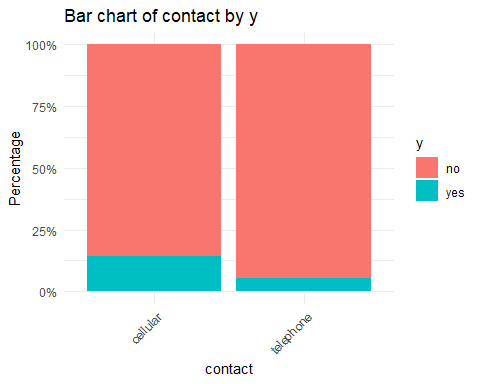 Bar chart of contact by y
Percentage
100%
75%
50%
25%
0%
cellular
telephone
contact
y
no
yes